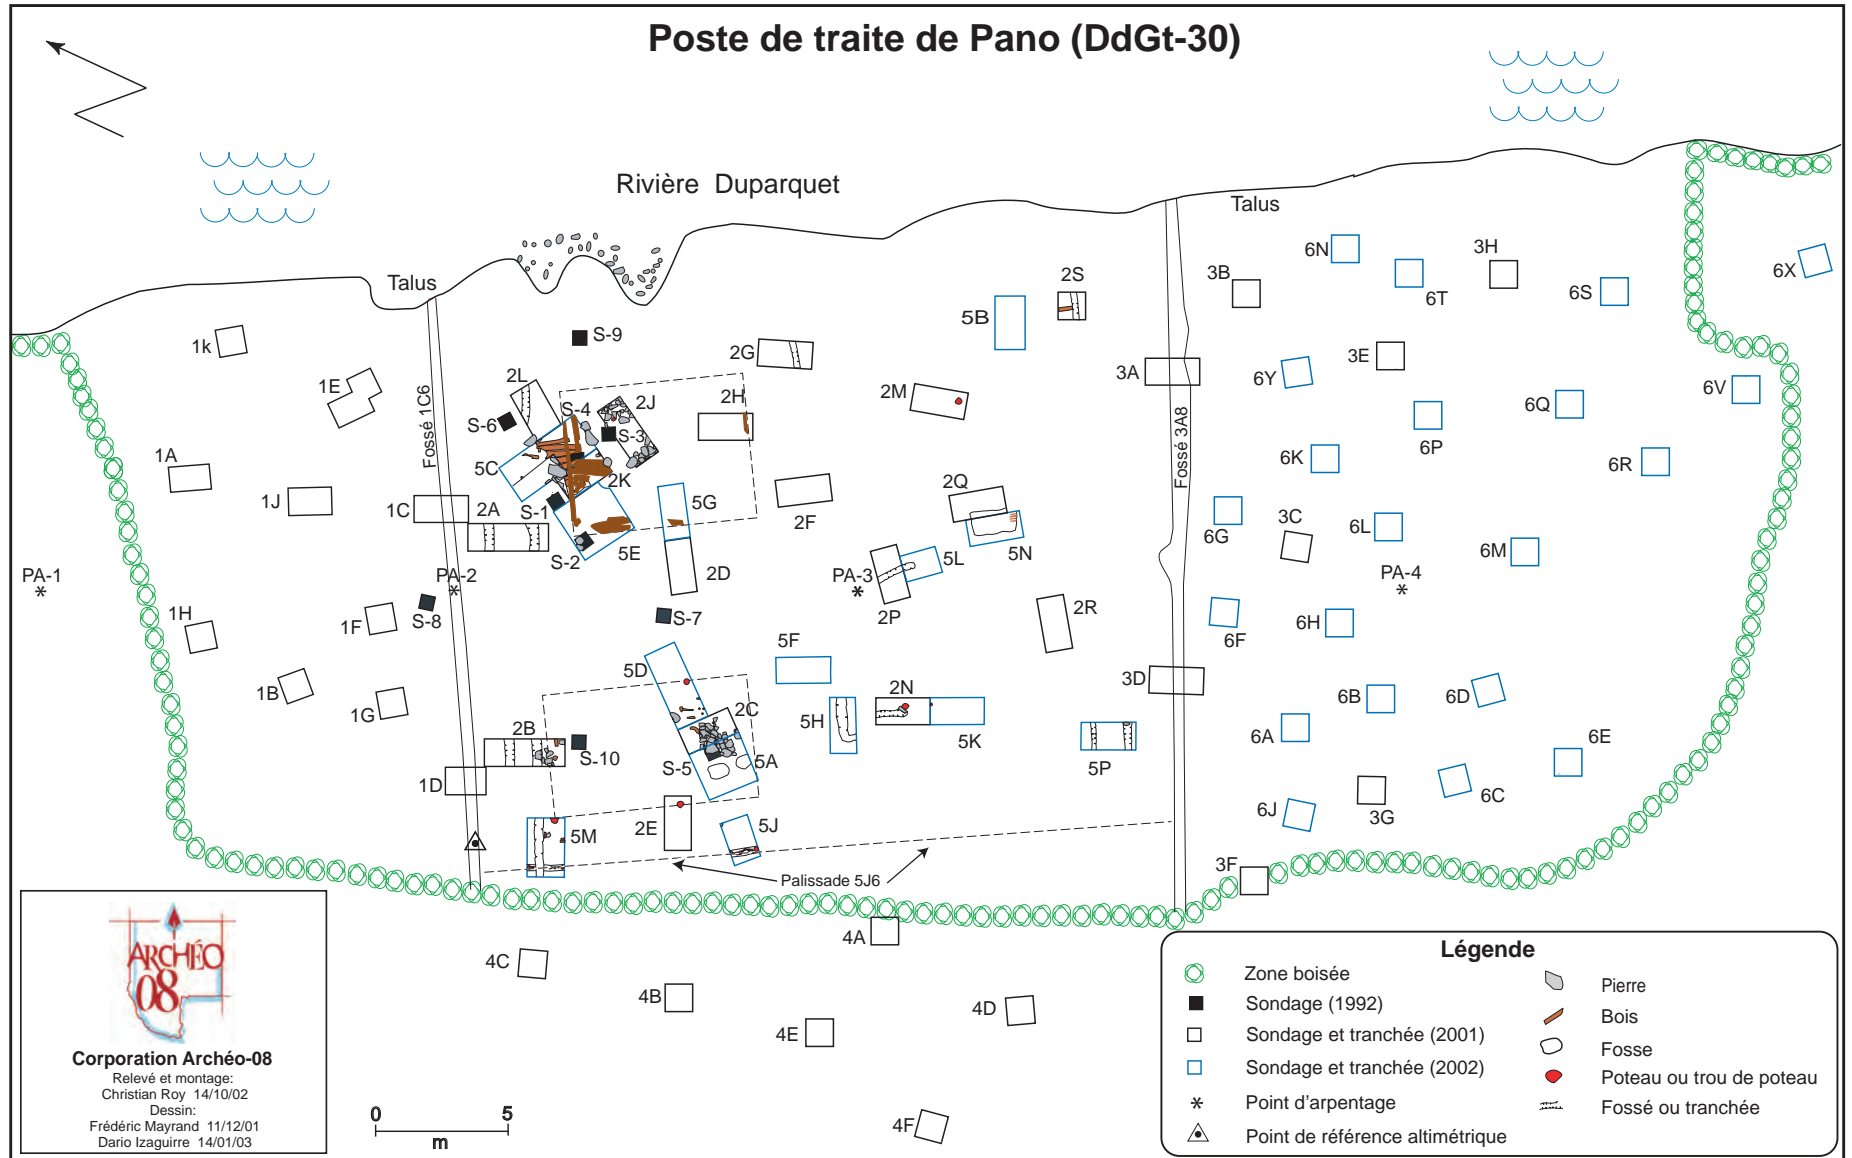 Poste de traite de Pano (DdGt-30)
Rivière Duparquet
Talus
Talus
6N
3H
6X
3B
6T
6S
2S
5B
S-9
1k
2G
3E
3A
6Y
6V
1E
2L
2H
2J
2M
S-4
6Q
6P
S-6
S-3
Fossé 1C6
Fossé 3A8
1A
5C
6K
6R
2K
2Q
1J
5G
1C
2A
S-1
2F
6G
3C
6L
5N
6M
S-2
5E
5L
PA-1
PA-2
2D
PA-3
PA-4
1H
1F
S-8
S-7
2P
2R
6F
6H
5F
5D
3D
1B
2N
6B
6D
1G
2C
5H
2B
5K
6A
6E
S-10
S-5
5A
5P
1D
6J
3G
6C
5M
2E
5J
3F
Palissade 5J6
4A
4C
4B
4D
4E
4F
ARCHÉO
08
Corporation Archéo-08
Relevé et montage:
Christian Roy 14/10/02
Dessin:
Frédéric Mayrand 11/12/01
Dario Izaguirre 14/01/03
0 5
m
Légende
Zone boisée
Sondage (1992)
Sondage et tranchée (2001)
Sondage et tranchée (2002)
Point d'arpentage
Point de référence altimétrique
Pierre
Bois
Fosse
Poteau ou trou de poteau
Fossé ou tranchée